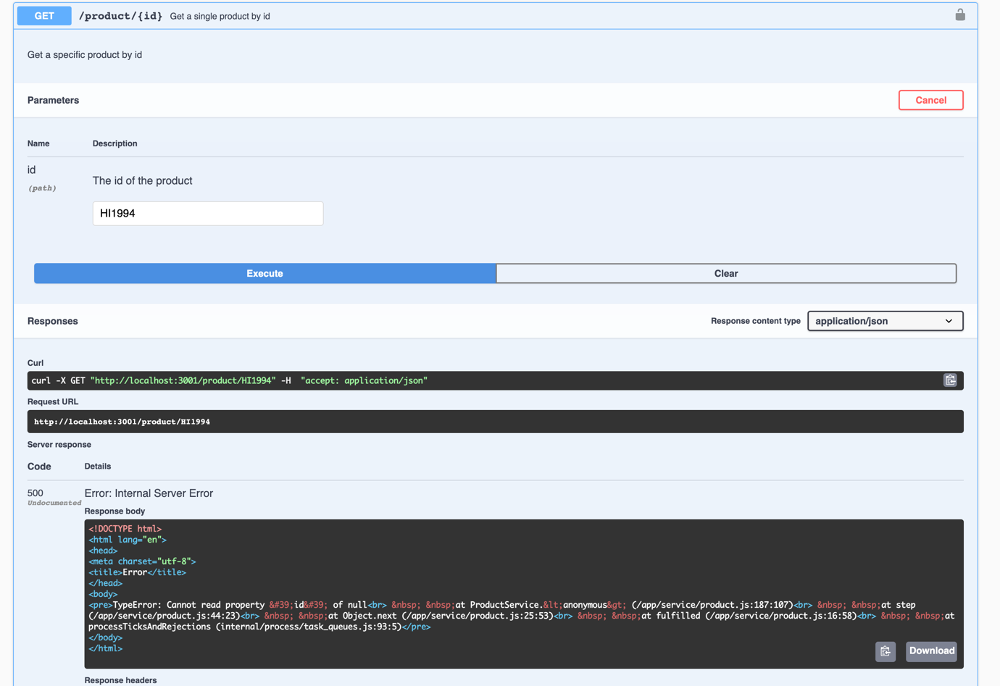 GET /product/{id} Get a single product by id
Get a specific product by id
Parameters Cancel
Name Description
id
(path)
The id of the product
HI1994
Execute Clear
Responses Response content type application/json
Curl
curl -X GET "http://localhost:3001/product/HI1994" -H  "accept: application/json"
Request URL
http://localhost:3001/product/HI1994
Server response
Code Details
500 Error: Internal Server Error
Undocumented
Response body
<!DOCTYPE html>
<html lang="en">
<head>
<meta charset="utf-8">
<title>Error</title>
</head>
<body>
<pre>TypeError: Cannot read property &#39;id&#39; of null<br> &nbsp; &nbsp;at ProductService.&lt;anonymous&gt; (/app/service/product.js:187:107)<br> &nbsp; &nbsp;at step
(/app/service/product.js:44:23)<br> &nbsp; &nbsp;at Object.next (/app/service/product.js:25:53)<br> &nbsp; &nbsp;at fulfilled (/app/service/product.js:16:58)<br> &nbsp; &nbsp;at
processTicksAndRejections (internal/process/task_queues.js:93:5)</pre>
</body>
</html>
Download
Response headers